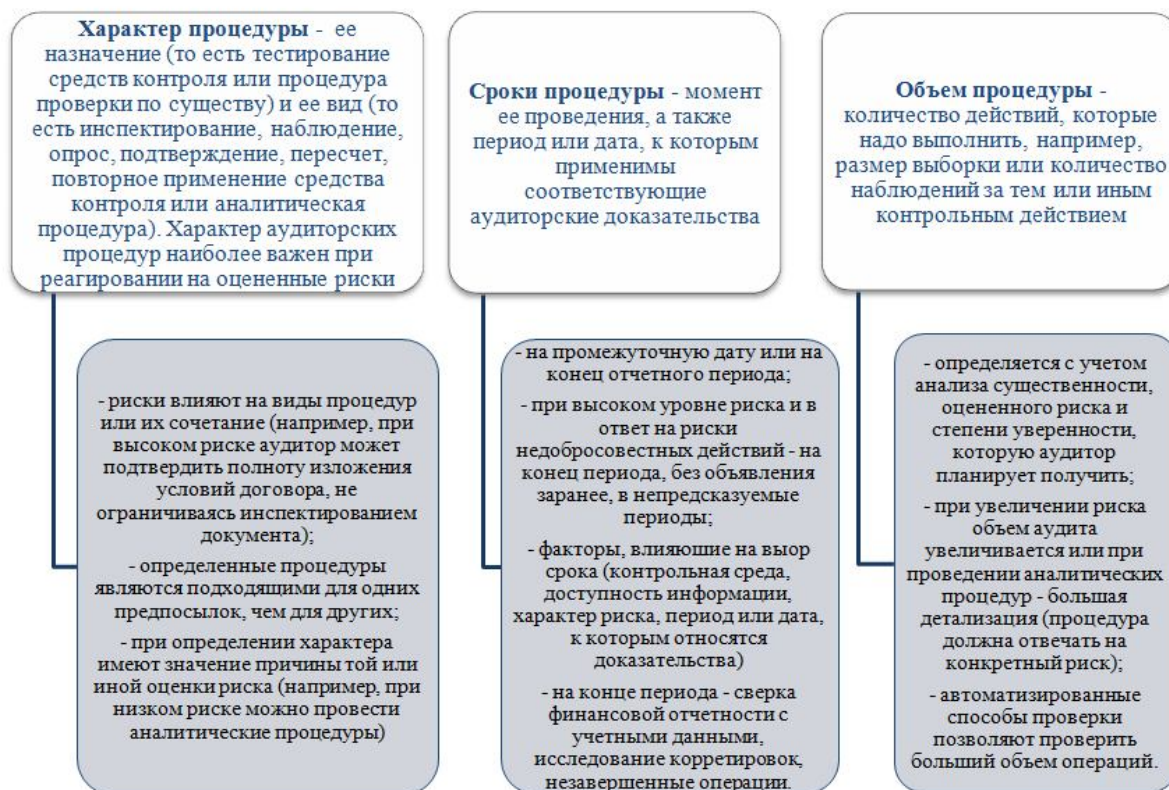 Характер процедуры - ее
назначение (то есть тестирование
средств контроля или процедура
проверки по существу) и ее вид (то
есть инспектирование, наблюдение,
опрос, подтверждение, пересчет,
повторное применение средства
контроля или аналитическая
процедура). Характер аудиторских
процедур наиболее важен при
реагировании на оцененные риски
- риски влияют на виды процедур
или их сочетание (например, при
высоком риске аудитор может
подтвердить полноту изложения
условий договора, не
ограничиваясь инспектированием
документа);
- определенные процедуры
являются подходящими для одних
предпосылок, чем для других;
- при определении характера
имеют значение причины той или
иной оценки риска (например, при
низком риске можно провести
аналитические процедуры)
Сроки процедуры - момент
ее проведения, а также
период или дата, к которым
применимы
соответствующие
аудиторские доказательства
- на промежуточную дату или на
конец отчетного периода;
- при высоком уровне риска и в
ответ на риски
недобросовестных действий - на
конец периода, без объявления
заранее, в непредсказуемые
периоды;
- факторы, влияюшие на выор
срока (контрольная среда,
доступность информации,
характер риска, период или дата,
к которым относятся
доказательства)
- на конце периода - сверка
финансовой отчетности с
учетными данными,
исследование корретировок,
незавершенные операции.
Объем процедуры -
количество действий, которые
надо выполнить, например,
размер выборки или количество
наблюдений за тем или иным
контрольным действием
- определяется с учетом
анализа существенности,
оцененного риска и
степени уверенности,
которую аудитор
планирует получить;
- при увеличении риска
объем аудита
увеличивается или при
проведении аналитических
процедур - большая
детализация (процедура
должна отвечать на
конкретный риск);
- автоматизированные
способы проверки
позволяют проверить
больший объем операций.